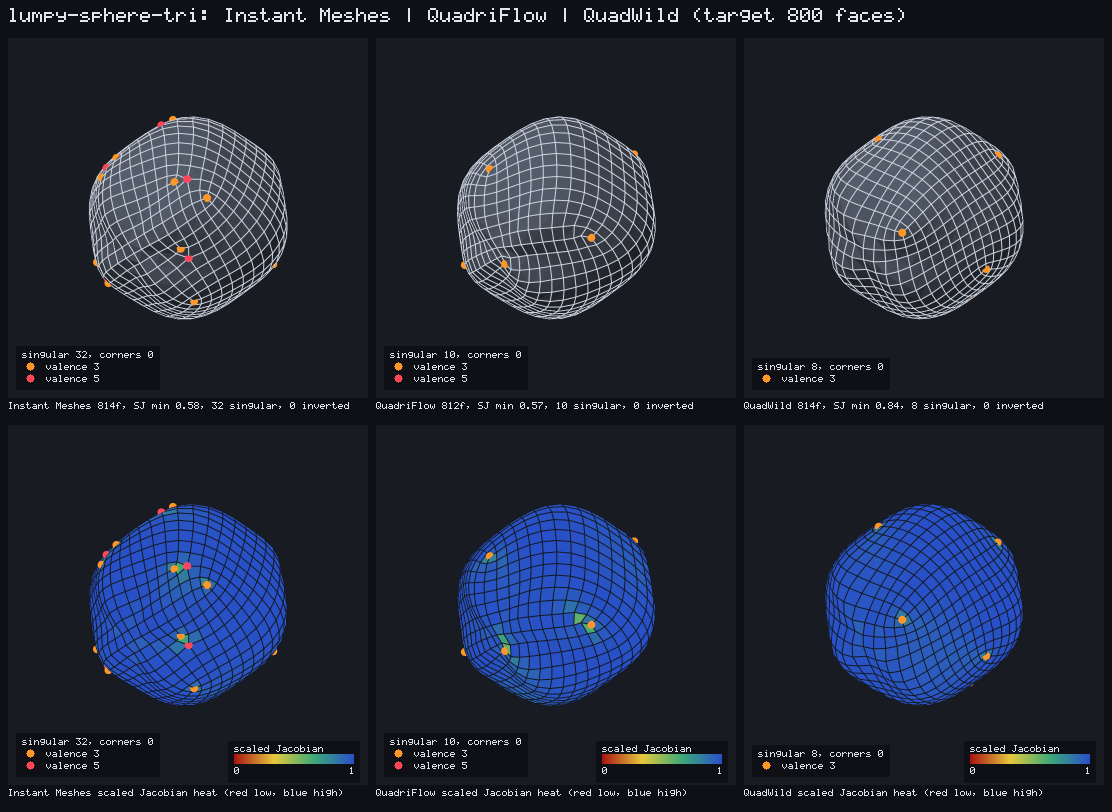 lumpy-sphere-tri: Instant Meshes | QuadriFlow | QuadWild (target 800 faces)
singular 32, corners 0
valence 3
valence 5
singular 10, corners 0
valence 3
valence 5
singular 8, corners 0
valence 3
Instant Meshes 814f, SJ min 0.58, 32 singular, 0 inverted
QuadriFlow 812f, SJ min 0.57, 10 singular, 0 inverted
QuadWild 814f, SJ min 0.84, 8 singular, 0 inverted
singular 32, corners 0
valence 3
valence 5
scaled Jacobian
0 1
singular 10, corners 0
valence 3
valence 5
scaled Jacobian
0 1
singular 8, corners 0
valence 3
scaled Jacobian
0 1
Instant Meshes scaled Jacobian heat (red low, blue high)
QuadriFlow scaled Jacobian heat (red low, blue high)
QuadWild scaled Jacobian heat (red low, blue high)